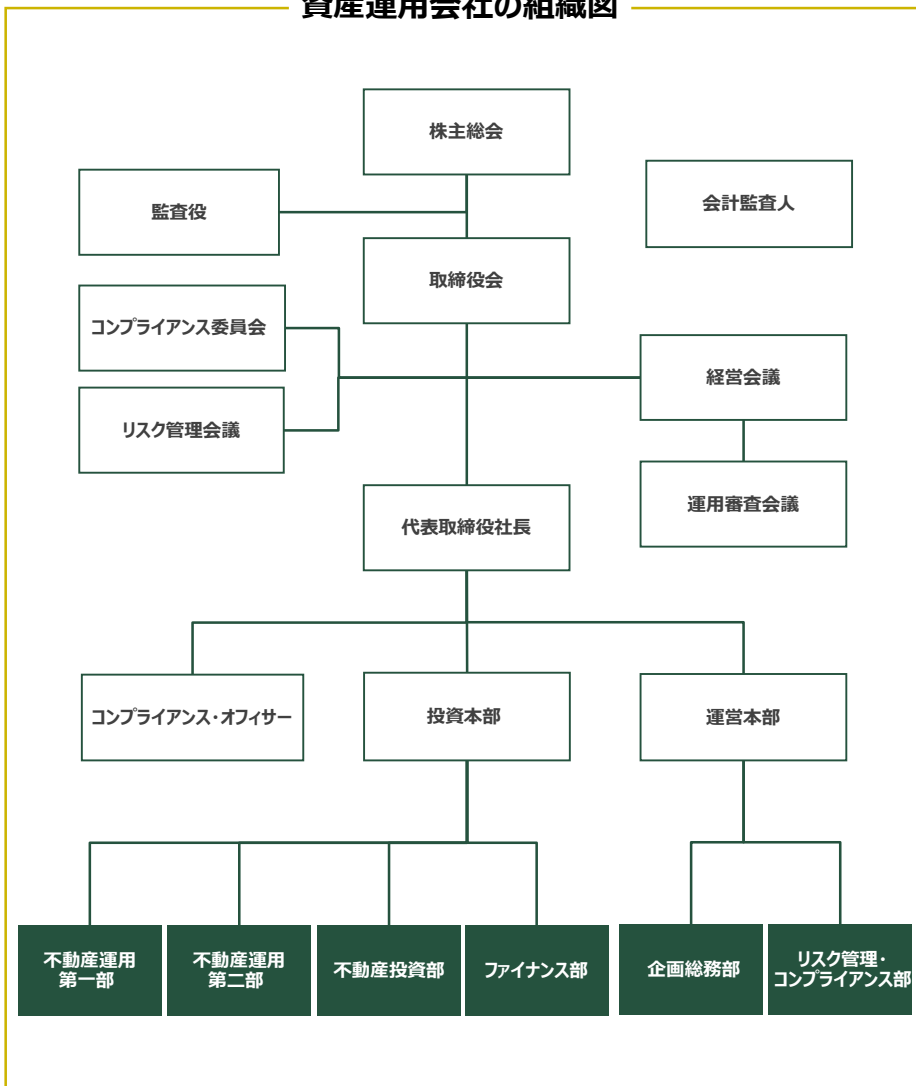 資産運用会社の組織図
株主総会
監査役
会計監査人
取締役会
コンプライアンス委員会
経営会議
リスク管理会議
運用審査会議
代表取締役社長
コンプライアンス・オフィサー
投資本部
運営本部
不動産運用
第一部
不動産運用
第二部
不動産投資部
ファイナンス部
企画総務部
リスク管理・
コンプライアンス部